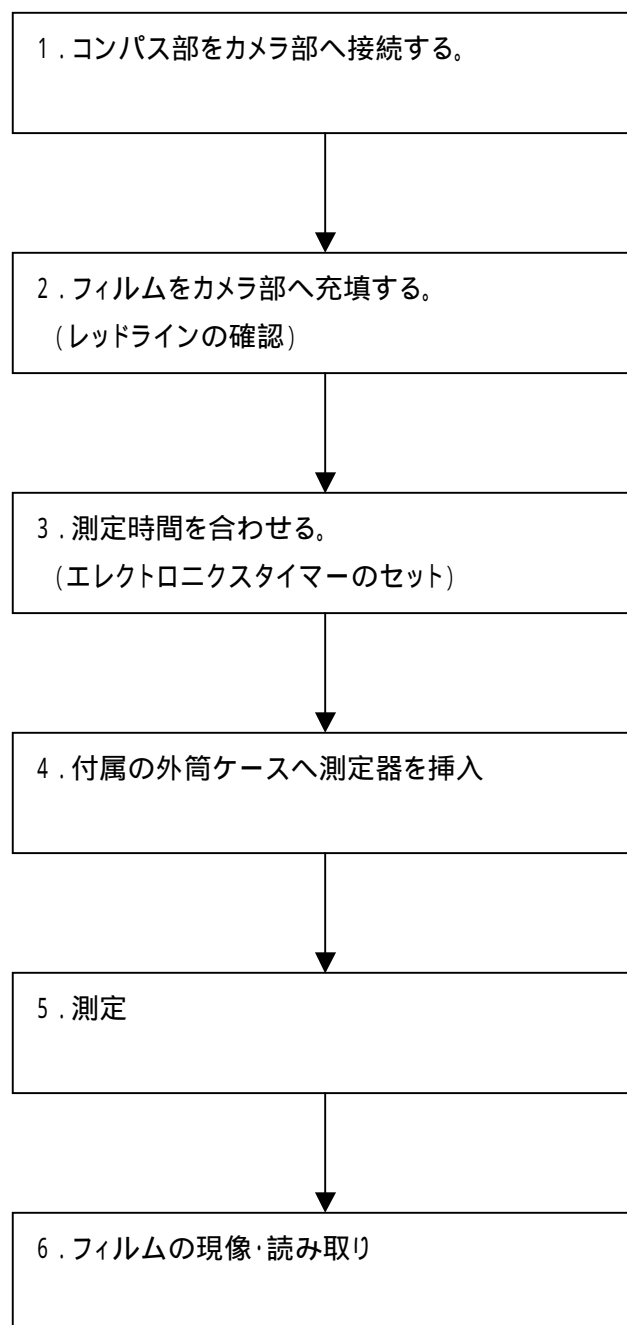 1．コンパス部をカメラ部へ接続する。
2．フィルムをカメラ部へ充填する。
(レッドラインの確認)
3．測定時間を合わせる。
(エレクトロニクスタイマーのセット)
4．付属の外筒ケースへ測定器を挿入
5．測定
6．フィルムの現像・読み取り